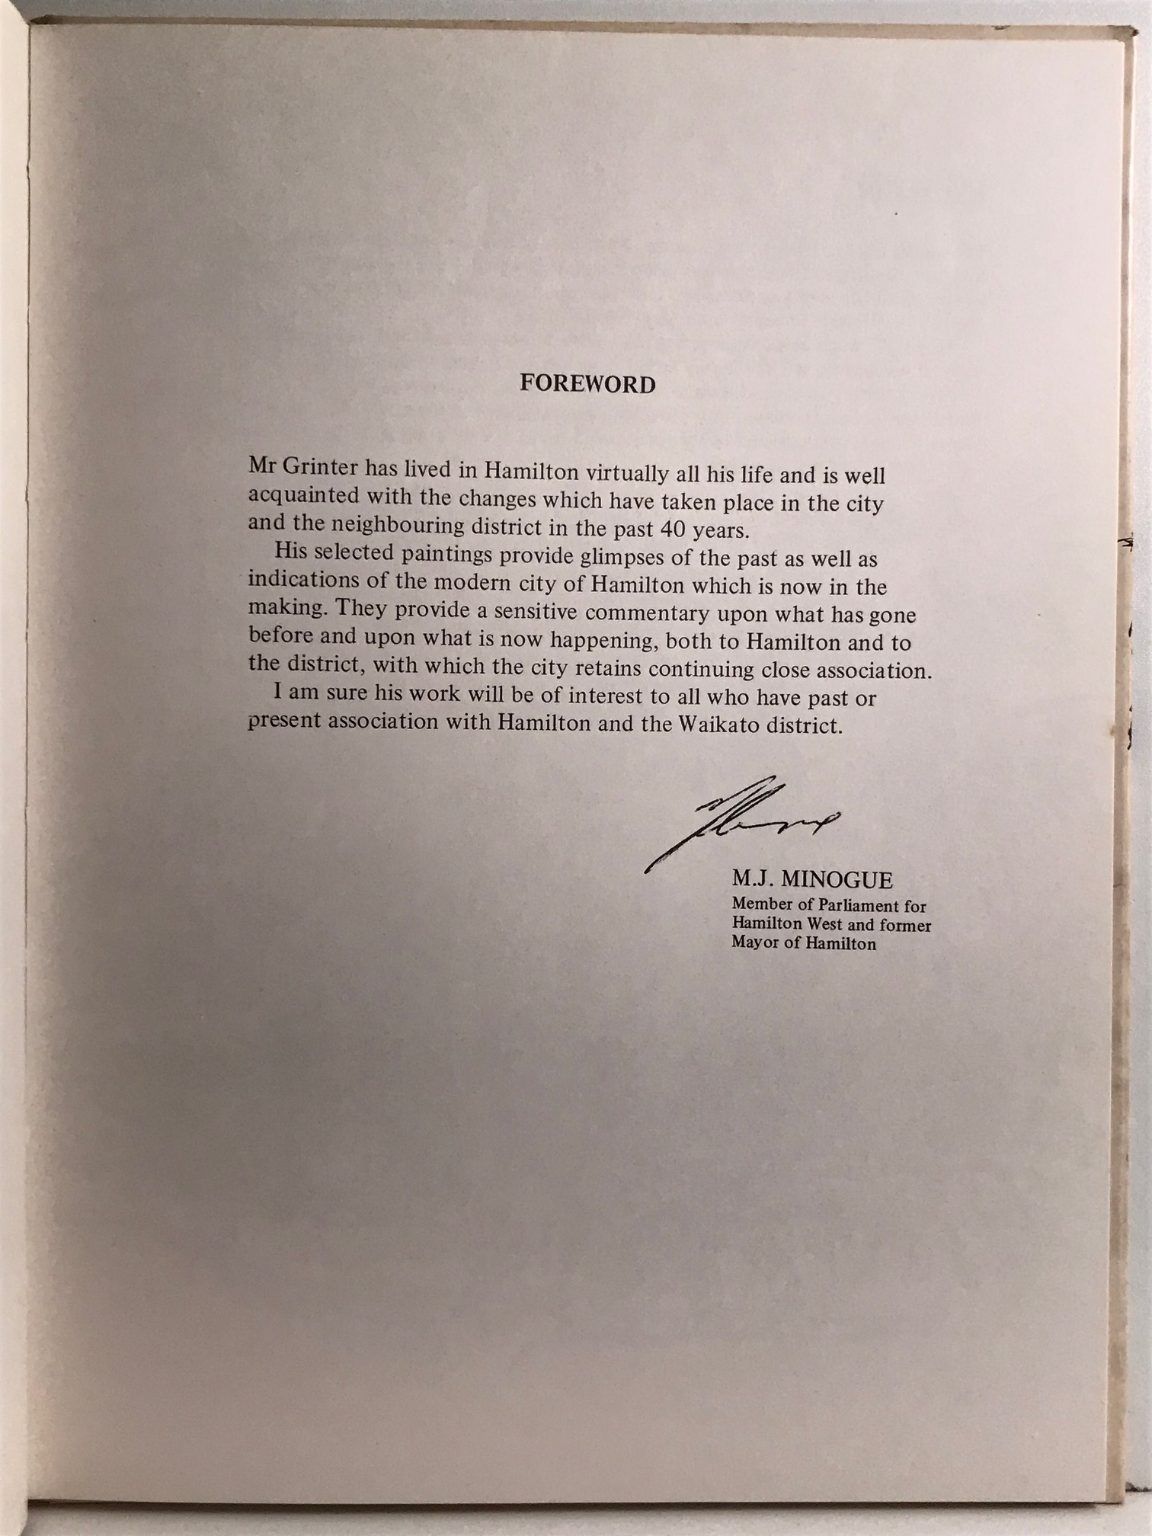 FOREWORD
Mr Grinter has lived in Hamilton virtually all his life and is well
acquainted with the changes which have taken place in the city
and the neighbouring district in the past 40 years.
His selected paintings provide glimpses of the past as well as
indications of the modern city of Hamilton which is now in the
making. They provide a sensitive commentary upon what has gone
before and upon what is now happening, both to Hamilton and to
the district, with which the city retains continuing close association.
I am sure his work will be of interest to all who have past or
present association with Hamilton and the Waikato district.
M.J. MINOGUE
Member of Parliament for
Hamilton West and former
Mayor of Hamilton